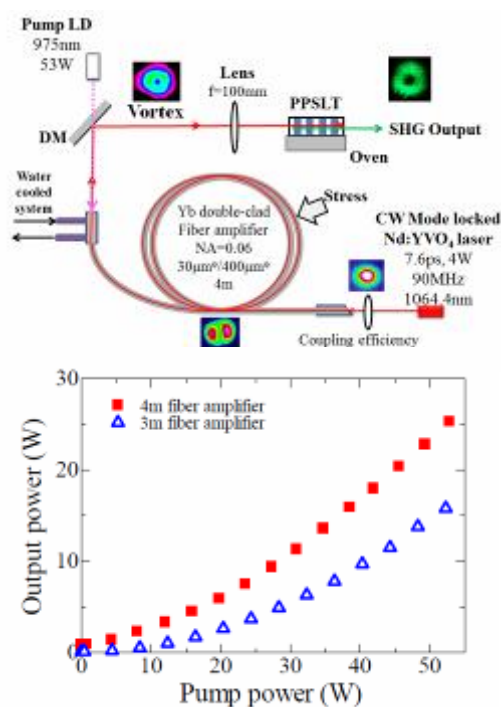 Pump LD
975nm
53W
DM
Vortex
Lens
f=100mm
PPSLT
Oven
SHG Output
Water
cooled
system
Yb double-clad
Fiber amplifier
NA=0.06
30μmᶲ/400μmᶲ
4m
Stress
CW Mode locked
Nd:YVO₄ laser
7.6ps, 4W
90MHz
1064.4nm
Coupling efficiency
4m fiber amplifier
3m fiber amplifier
Output power (W)
30
20
10
0
0 10 20 30 40 50
Pump power (W)